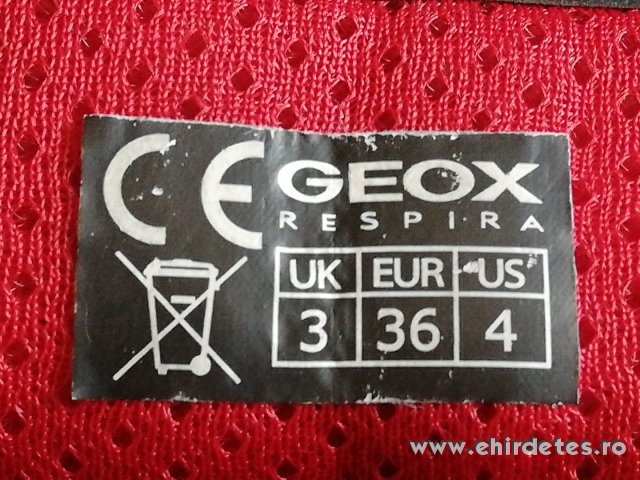 CE GEOX
RESPIRA
UK EUR US
3 36 4
www.ehirdetes.ro